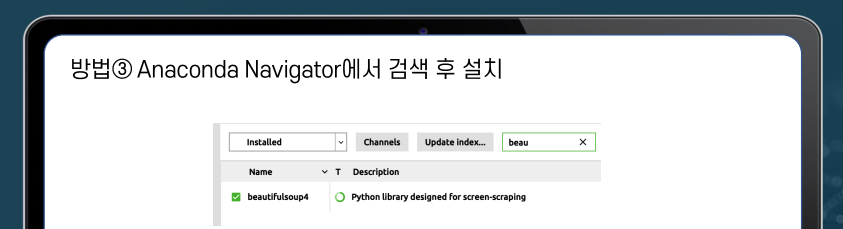 방법③ Anaconda Navigator에서 검색 후 설치
Installed Channels Update index... beau
Name T Description
beautifulsoup4 Python library designed for screen-scraping